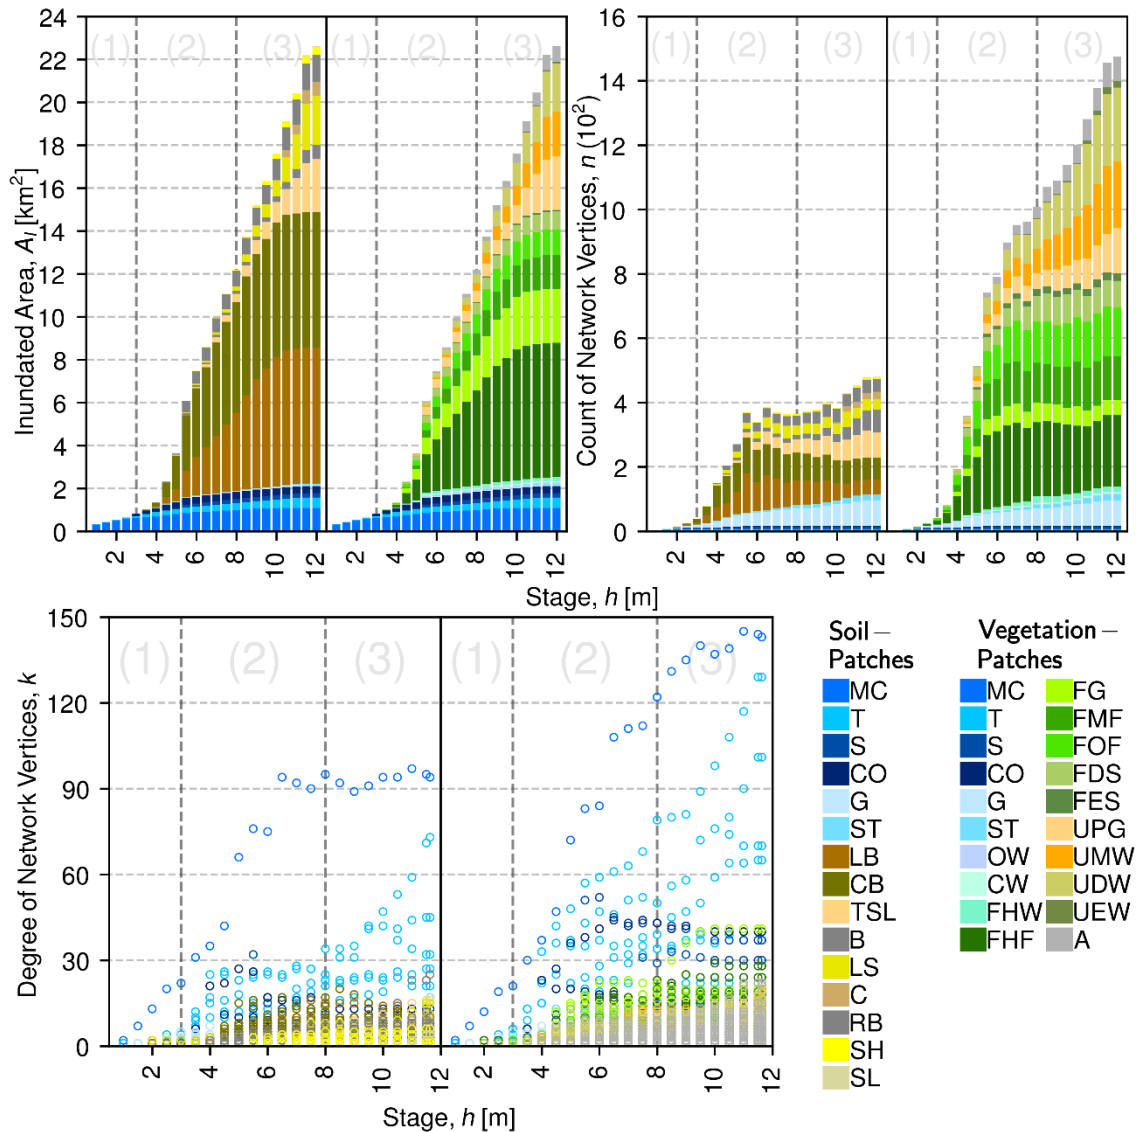 24
22
20
18
16
14
12
10
8
6
4
2
0
Inundated Area, A_I [km²]
(1) (2) (3) (1) (2) (3)
2 4 6 8 10 12 2 4 6 8 10 12
16
14
12
10
8
6
4
2
0
Count of Network Vertices, n (10²)
(1) (2) (3) (1) (2) (3)
2 4 6 8 10 12 2 4 6 8 10 12
Stage, h [m]
150
120
90
60
30
0
Degree of Network Vertices, k
(1) (2) (3) (1) (2) (3)
2 4 6 8 10 12 2 4 6 8 10 12
Stage, h [m]
Soil –
Patches
MC
T
S
CO
G
ST
LB
CB
TSL
B
LS
C
RB
SH
SL
Vegetation –
Patches
MC
T
S
CO
G
ST
OW
CW
FHW
FHF
FG
FMF
FOF
FDS
FES
UPG
UMW
UDW
UEW
A